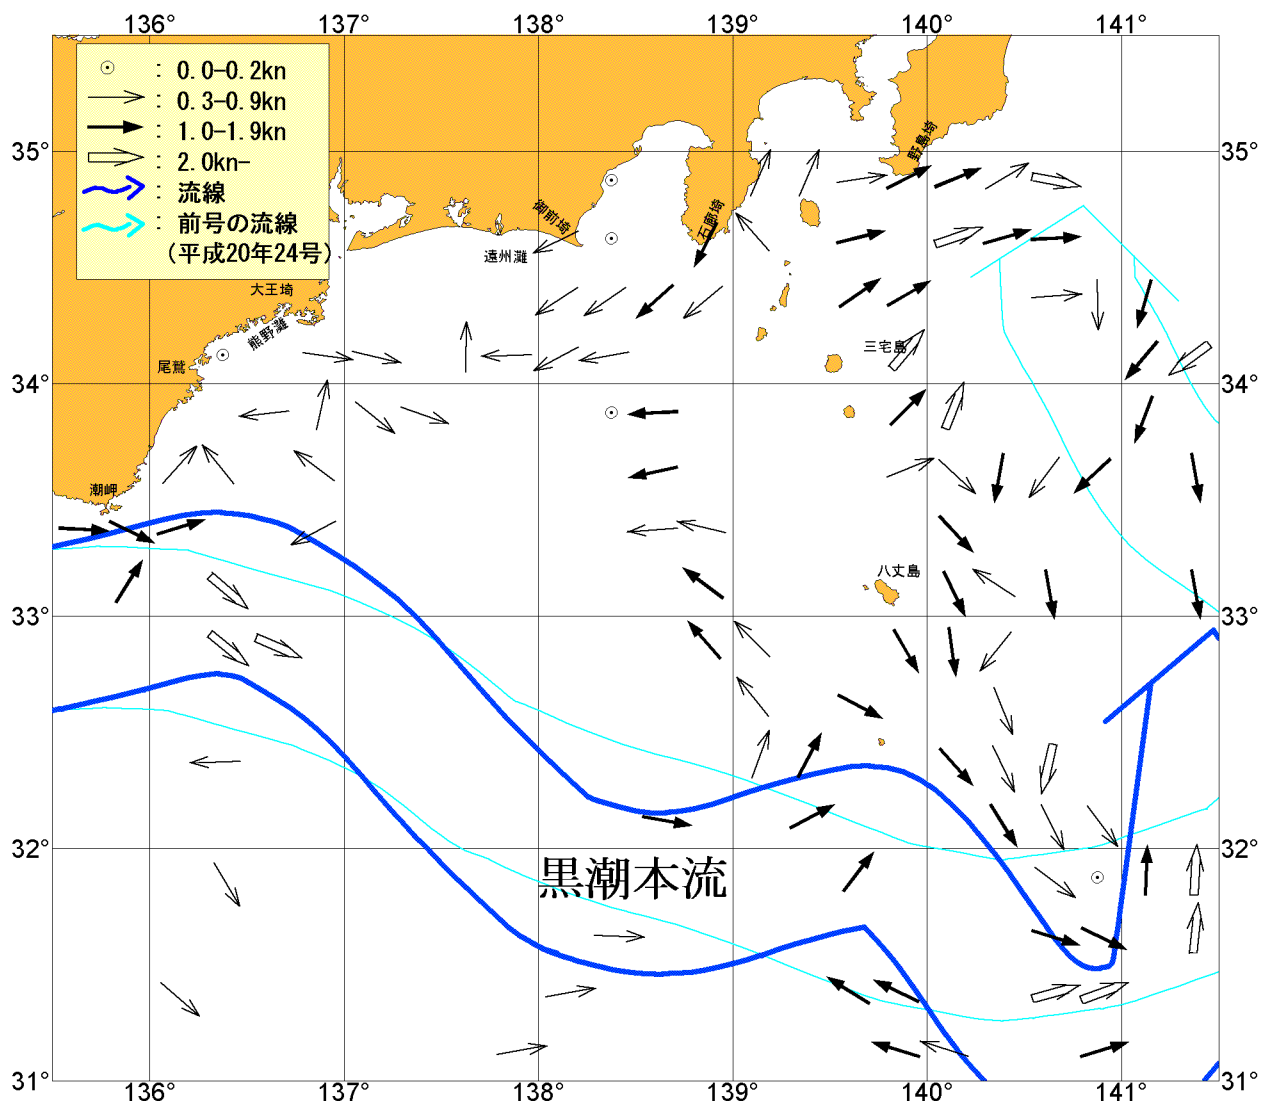 136° 137° 138° 139° 140° 141°
: 0.0-0.2kn
: 0.3-0.9kn
: 1.0-1.9kn
: 2.0kn-
: 流線
: 前号の流線
(平成20年24号)
35° 35°
野島埼
御前埼
石廊埼
遠州灘
大王埼
熊野灘
尾鷲
三宅島
34° 34°
潮岬
八丈島
33° 33°
32° 32°
黒潮本流
31° 31°
136° 137° 138° 139° 140° 141°